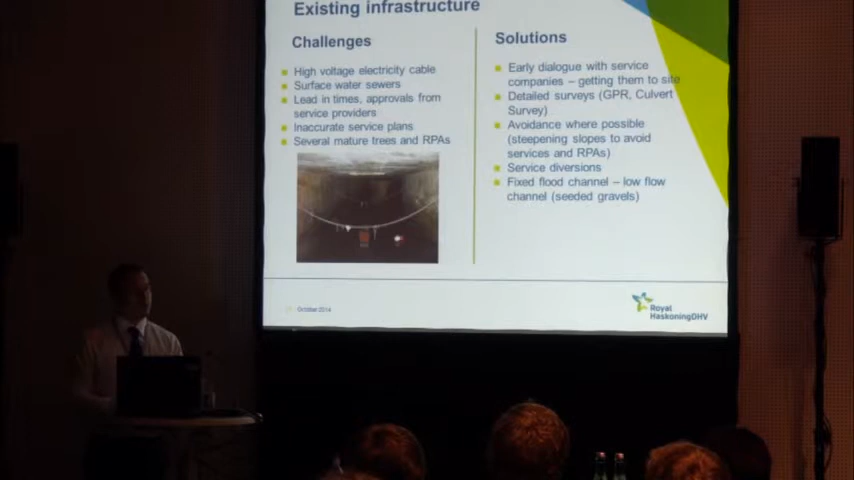 Existing infrastructure
Challenges
High voltage electricity cable
Surface water sewers
Lead in times, approvals from
service providers
Inaccurate service plans
Several mature trees and RPAs
Solutions
Early dialogue with service
companies – getting them to site
Detailed surveys (GPR, Culvert
Survey)
Avoidance where possible
(steepening slopes to avoid
services and RPAs)
Service diversions
Fixed flood channel – low flow
channel (seeded gravels)
October 2014
Royal
HaskoningDHV